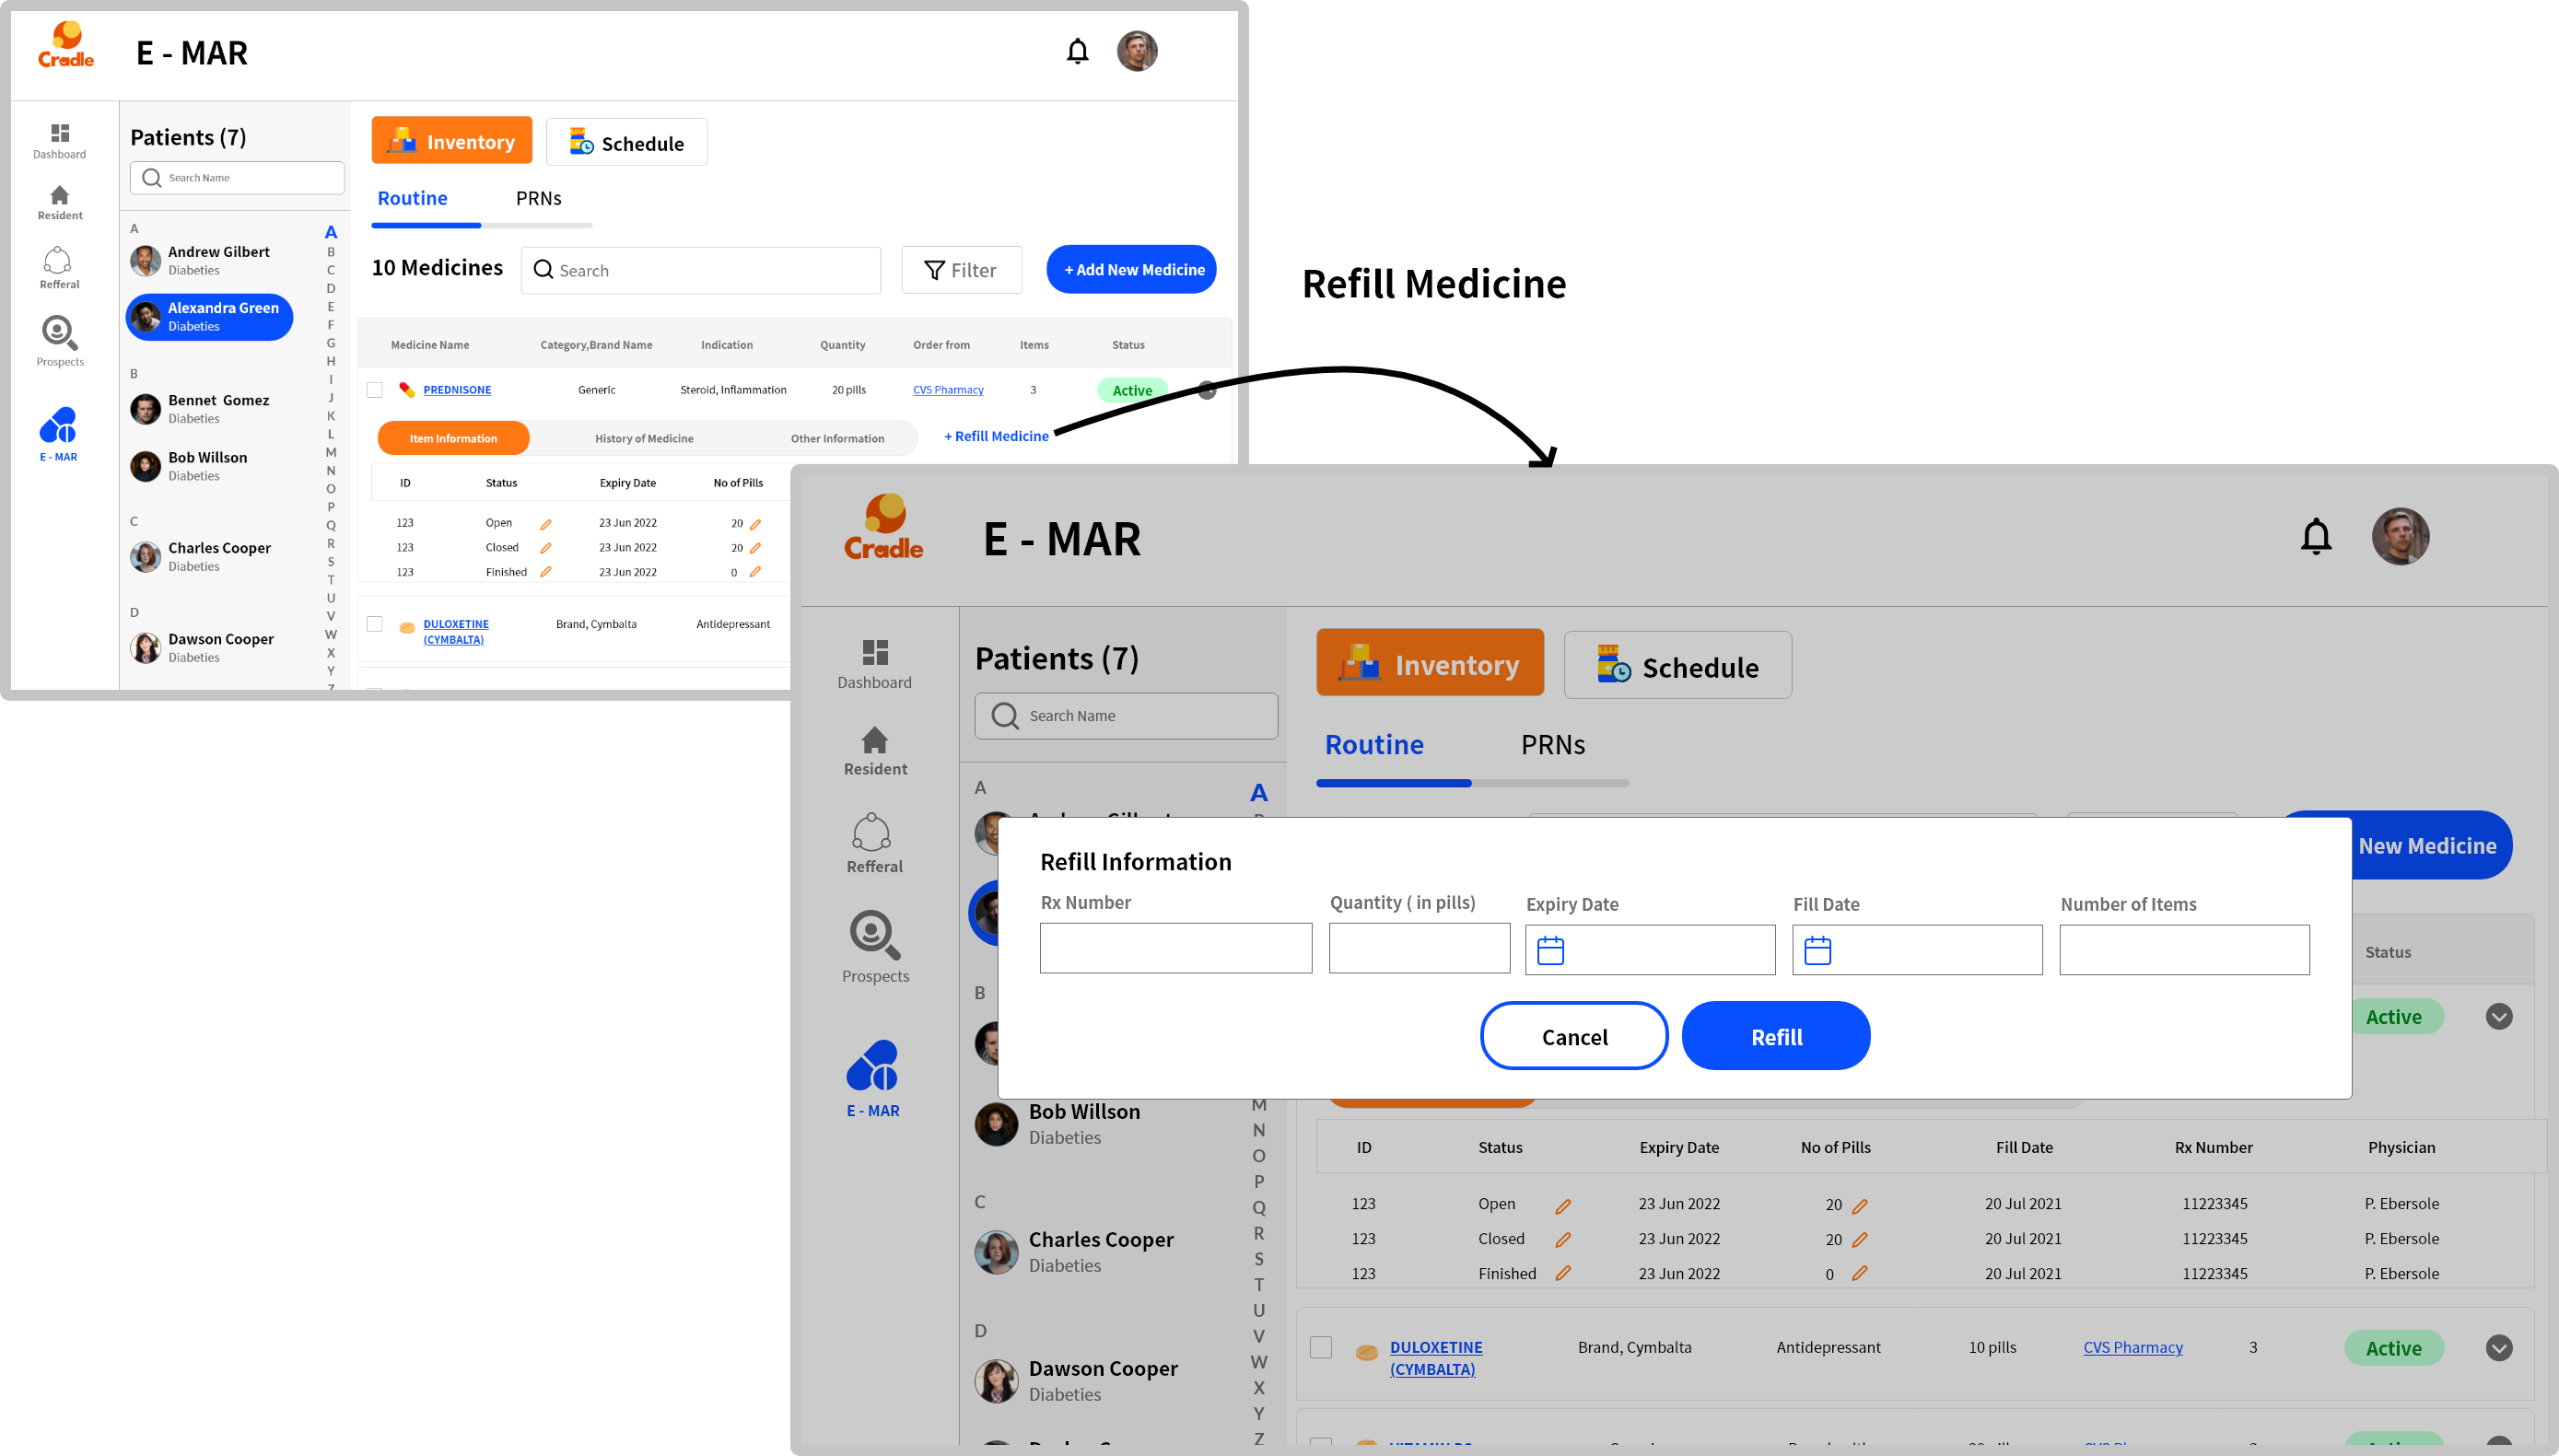 Cradle
E - MAR
Dashboard
Resident
Refferal
Prospects
E - MAR
Patients (7)
Search Name
A
Andrew Gilbert
Diabeties
Alexandra Green
Diabeties
B
Bennet Gomez
Diabeties
Bob Willson
Diabeties
C
Charles Cooper
Diabeties
D
Dawson Cooper
Diabeties
A
B
C
D
E
F
G
H
I
J
K
L
M
N
O
P
Q
R
S
T
U
V
W
X
Y
Z
Inventory
Schedule
Routine
PRNs
10 Medicines
Search
Filter
+ Add New Medicine
Medicine Name Category,Brand Name Indication Quantity Order from Items Status
PREDNISONE Generic Steroid, Inflammation 20 pills CVS Pharmacy 3 Active
Item Information History of Medicine Other Information + Refill Medicine
ID Status Expiry Date No of Pills
123 Open 23 Jun 2022 20
123 Closed 23 Jun 2022 20
123 Finished 23 Jun 2022 0
DULOXETINE Brand, Cymbalta Antidepressant
(CYMBALTA)
Refill Medicine
Cradle
E - MAR
Dashboard
Resident
Refferal
Prospects
E - MAR
Patients (7)
Search Name
A
B
Bob Willson
Diabeties
C
Charles Cooper
Diabeties
D
Dawson Cooper
Diabeties
A
M
N
O
P
Q
R
S
T
U
V
W
X
Y
Z
Inventory
Schedule
Routine
PRNs
New Medicine
Status
Active
Refill Information
Rx Number
Quantity ( in pills)
Expiry Date
Fill Date
Number of Items
Cancel
Refill
ID Status Expiry Date No of Pills Fill Date Rx Number Physician
123 Open 23 Jun 2022 20 20 Jul 2021 11223345 P. Ebersole
123 Closed 23 Jun 2022 20 20 Jul 2021 11223345 P. Ebersole
123 Finished 23 Jun 2022 0 20 Jul 2021 11223345 P. Ebersole
DULOXETINE Brand, Cymbalta Antidepressant 10 pills CVS Pharmacy 3 Active
(CYMBALTA)